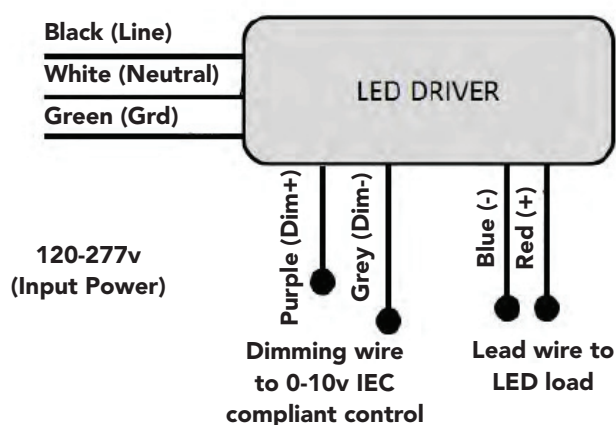 Black (Line)
White (Neutral)
Green (Grd)
LED DRIVER
120-277v
(Input Power)
Purple (Dim+)
Grey (Dim-)
Blue (-)
Red (+)
Dimming wire
to 0-10v IEC
compliant control
Lead wire to
LED load